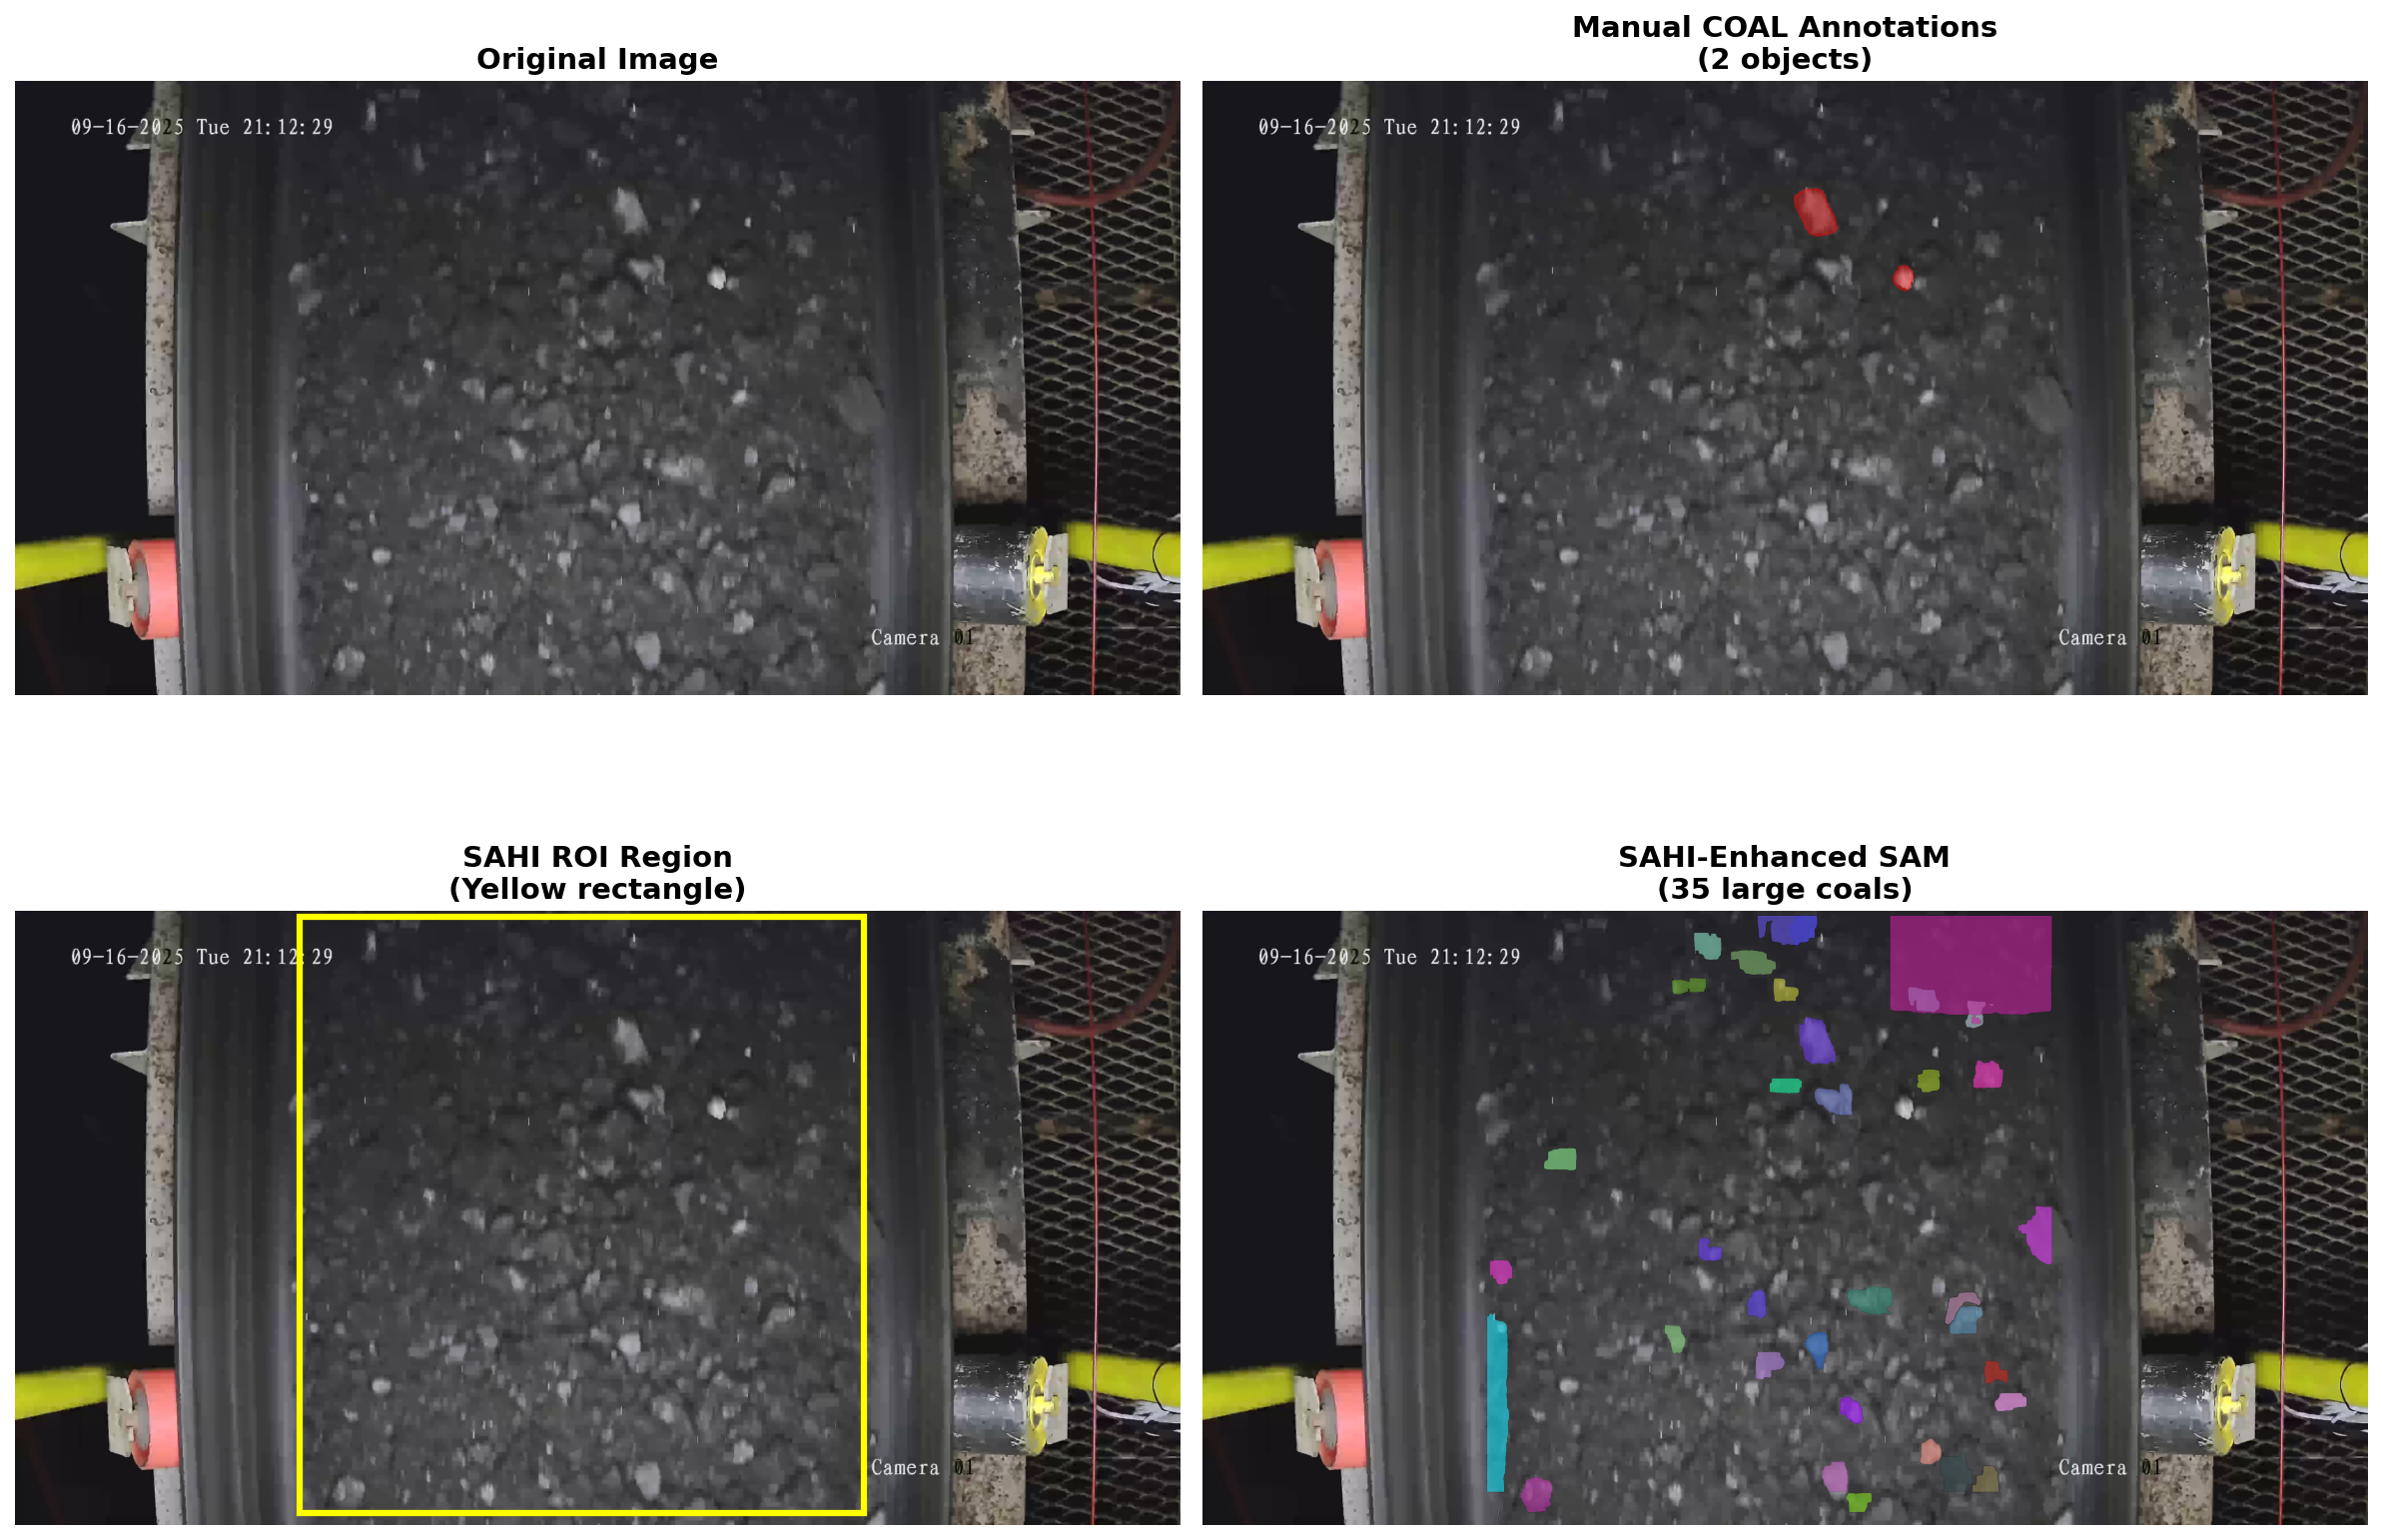 Original Image
09-16-2025 Tue 21:12:29
Camera 01
Manual COAL Annotations
(2 objects)
09-16-2025 Tue 21:12:29
Camera 01
SAHI ROI Region
(Yellow rectangle)
09-16-2025 Tue 21:12:29
Camera 01
SAHI-Enhanced SAM
(35 large coals)
09-16-2025 Tue 21:12:29
Camera 01